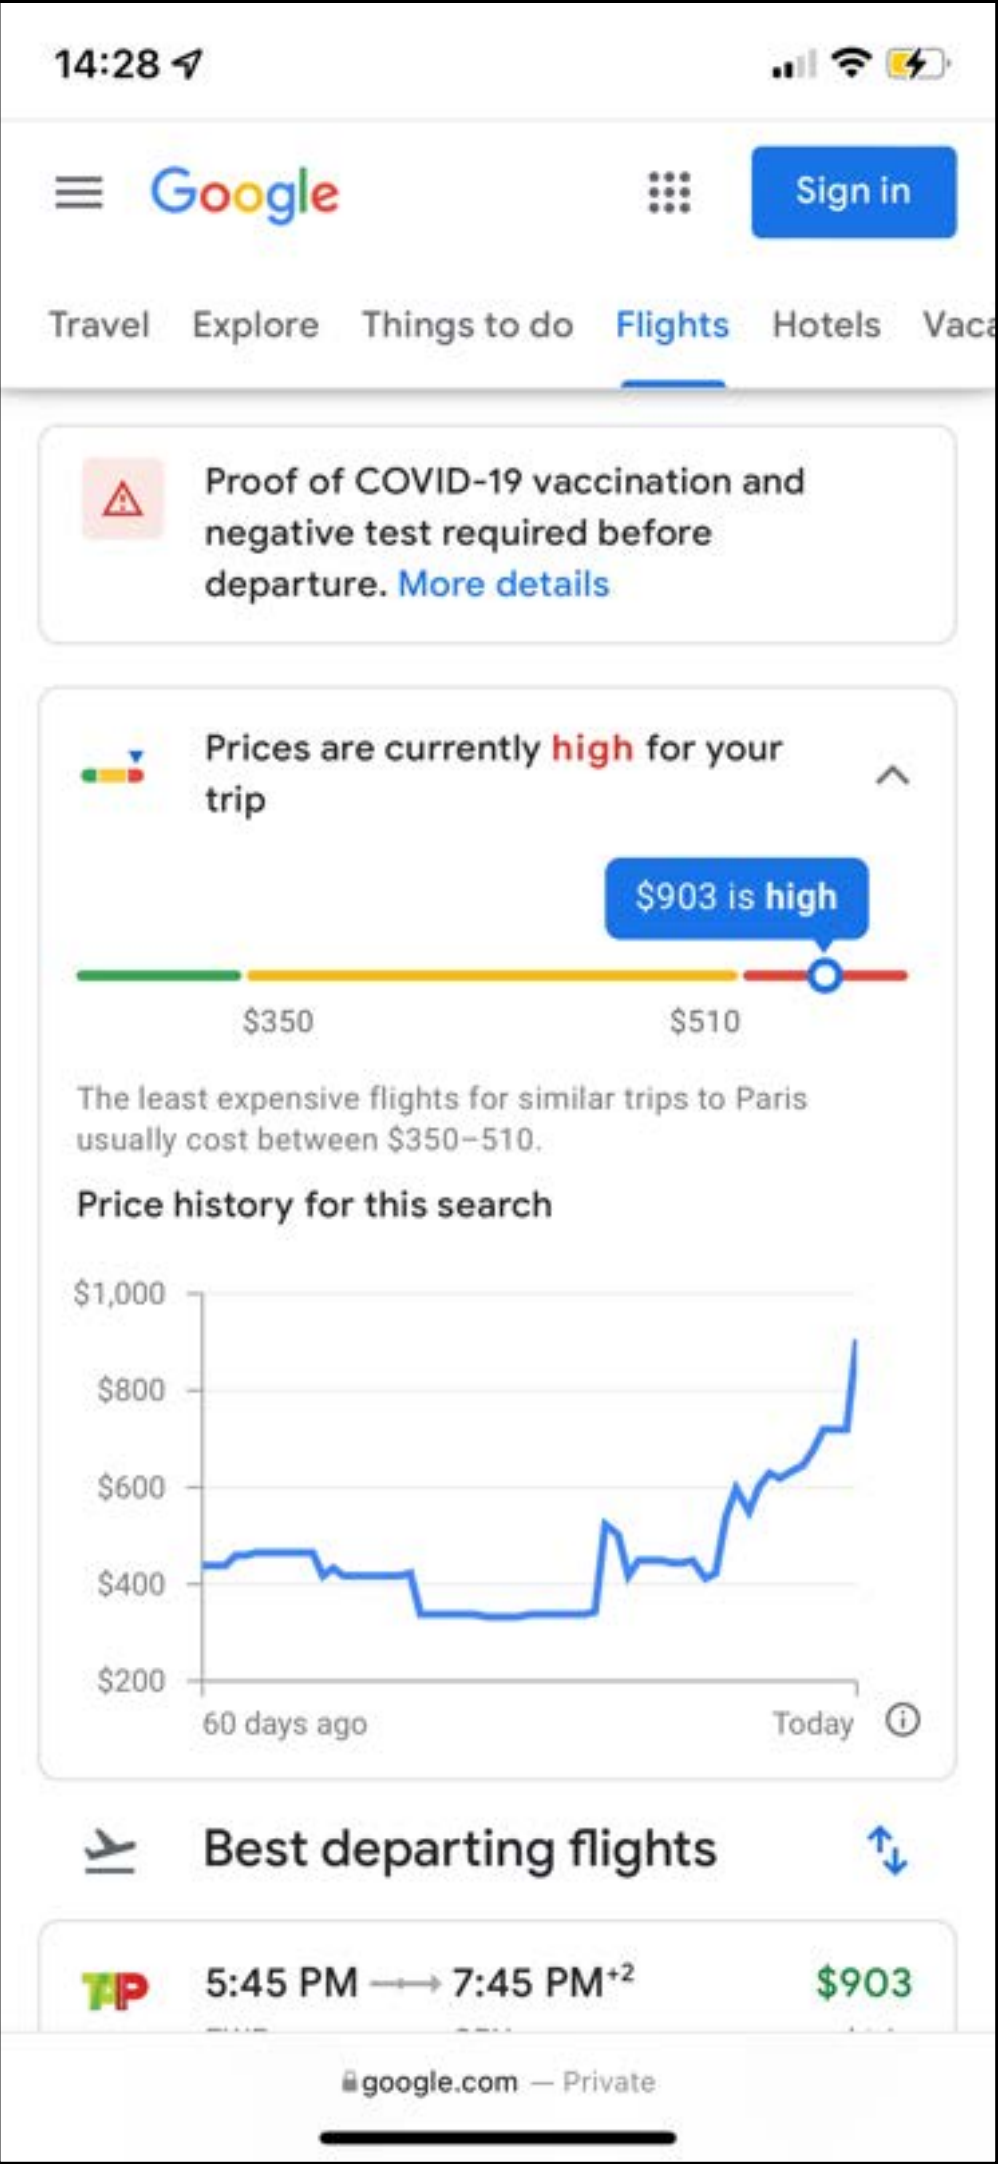 14:28
Google
Sign in
Travel Explore Things to do Flights Hotels Vaca
Proof of COVID-19 vaccination and
negative test required before
departure. More details
Prices are currently high for your
trip
$903 is high
$350 $510
The least expensive flights for similar trips to Paris
usually cost between $350–510.
Price history for this search
$1,000
$800
$600
$400
$200
60 days ago Today
Best departing flights
TAP 5:45 PM 7:45 PM+2 $903
google.com — Private